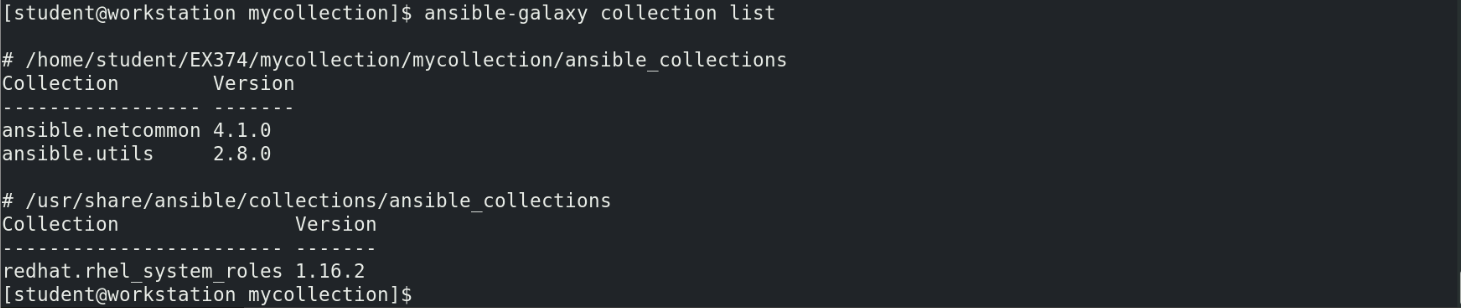 [student@workstation mycollection]$ ansible-galaxy collection list
# /home/student/EX374/mycollection/mycollection/ansible_collections
Collection        Version
----------------- -------
ansible.netcommon 4.1.0
ansible.utils     2.8.0
# /usr/share/ansible/collections/ansible_collections
Collection               Version
------------------------ -------
redhat.rhel_system_roles 1.16.2
[student@workstation mycollection]$